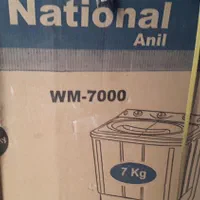 National
Anil
WM-7000
7 Kg